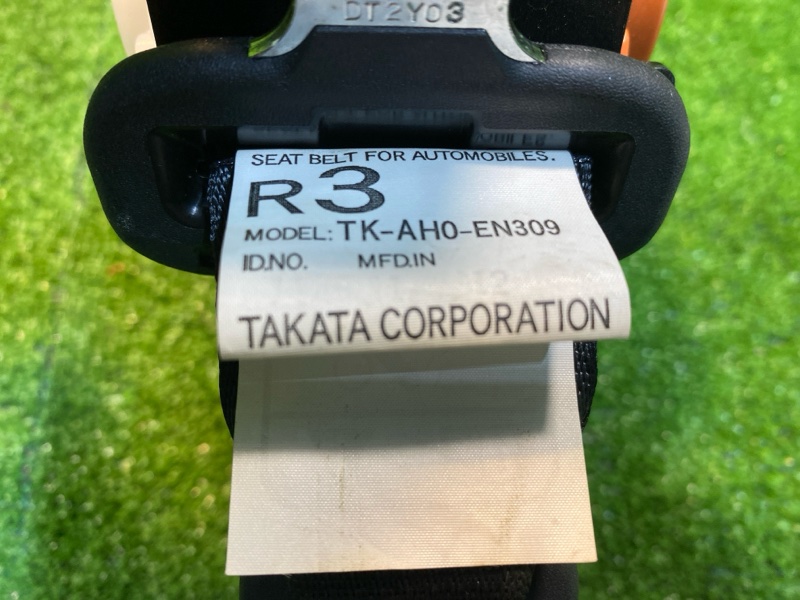 DT2Y03
SEAT BELT FOR AUTOMOBILES.
R3
MODEL: TK-AH0-EN309
ID.NO. MFD.IN
TAKATA CORPORATION